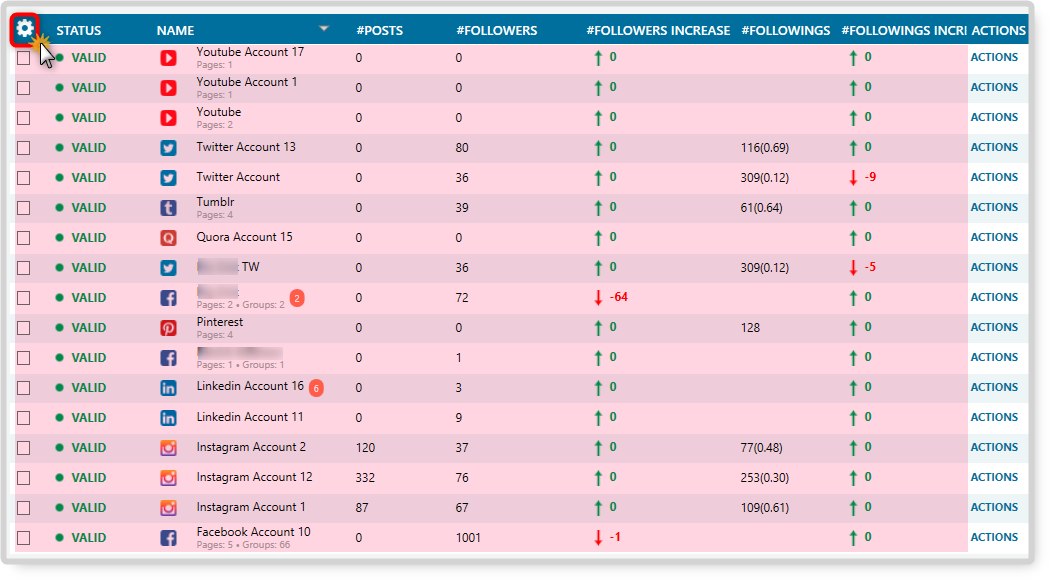 STATUS NAME #POSTS #FOLLOWERS #FOLLOWERS INCREASE #FOLLOWINGS #FOLLOWINGS INCRI ACTIONS
VALID Youtube Account 17 0 0 0 0 ACTIONS
Pages: 1
VALID Youtube Account 1 0 0 0 0 ACTIONS
Pages: 1
VALID Youtube 0 0 0 0 ACTIONS
Pages: 2
VALID Twitter Account 13 0 80 0 116(0.69) 0 ACTIONS
VALID Twitter Account 0 36 0 309(0.12) -9 ACTIONS
VALID Tumblr 0 39 0 61(0.64) 0 ACTIONS
Pages: 4
VALID Quora Account 15 0 0 0 0 ACTIONS
VALID TW 0 36 0 309(0.12) -5 ACTIONS
VALID 2 0 72 -64 0 ACTIONS
Pages: 2 • Groups: 2
VALID Pinterest 0 0 0 128 0 ACTIONS
Pages: 4
VALID 0 1 0 0 ACTIONS
Pages: 1 • Groups: 1
VALID Linkedin Account 16 6 0 3 0 0 ACTIONS
VALID Linkedin Account 11 0 9 0 0 ACTIONS
VALID Instagram Account 2 120 37 0 77(0.48) 0 ACTIONS
VALID Instagram Account 12 332 76 0 253(0.30) 0 ACTIONS
VALID Instagram Account 1 87 67 0 109(0.61) 0 ACTIONS
VALID Facebook Account 10 0 1001 -1 0 ACTIONS
Pages: 5 • Groups: 66